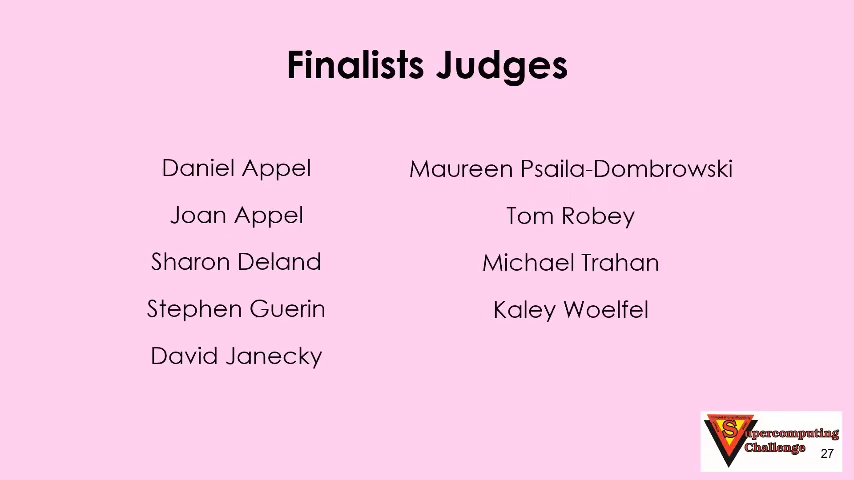 Finalists Judges
Daniel Appel
Joan Appel
Sharon Deland
Stephen Guerin
David Janecky
Maureen Psaila-Dombrowski
Tom Robey
Michael Trahan
Kaley Woelfel
Supercomputing
Challenge
27